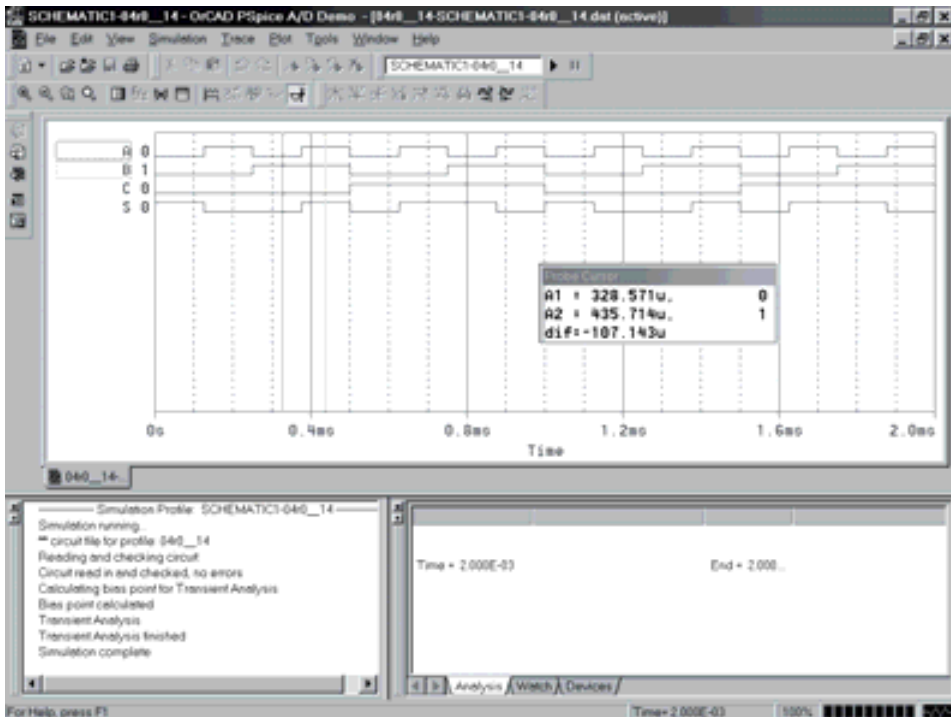 SCHEMATIC1-04r0__14 - OrCAD PSpice A/D Demo - [04r0__14-SCHEMATIC1-04r0__14.dat (active)]
File Edit View Simulation Trace Plot Tools Window Help
SCHEMATIC1-04r0__14
A 0
B 1
C 0
S 0
Probe Cursor
A1 = 328.571u, 0
A2 = 435.714u, 1
dif=-107.143u
0s 0.4ms 0.8ms 1.2ms 1.6ms 2.0ms
Time
04r0__14-...
Simulation Profile: SCHEMATIC1-04r0__14
Simulation running...
** circuit file for profile: 04r0__14
Reading and checking circuit
Circuit read in and checked, no errors
Calculating bias point for Transient Analysis
Bias point calculated
Transient Analysis
Transient Analysis finished
Simulation complete
Time = 2.000E-03 End = 2.000...
Analysis Watch Devices
For Help, press F1 Time= 2.000E-03 100%